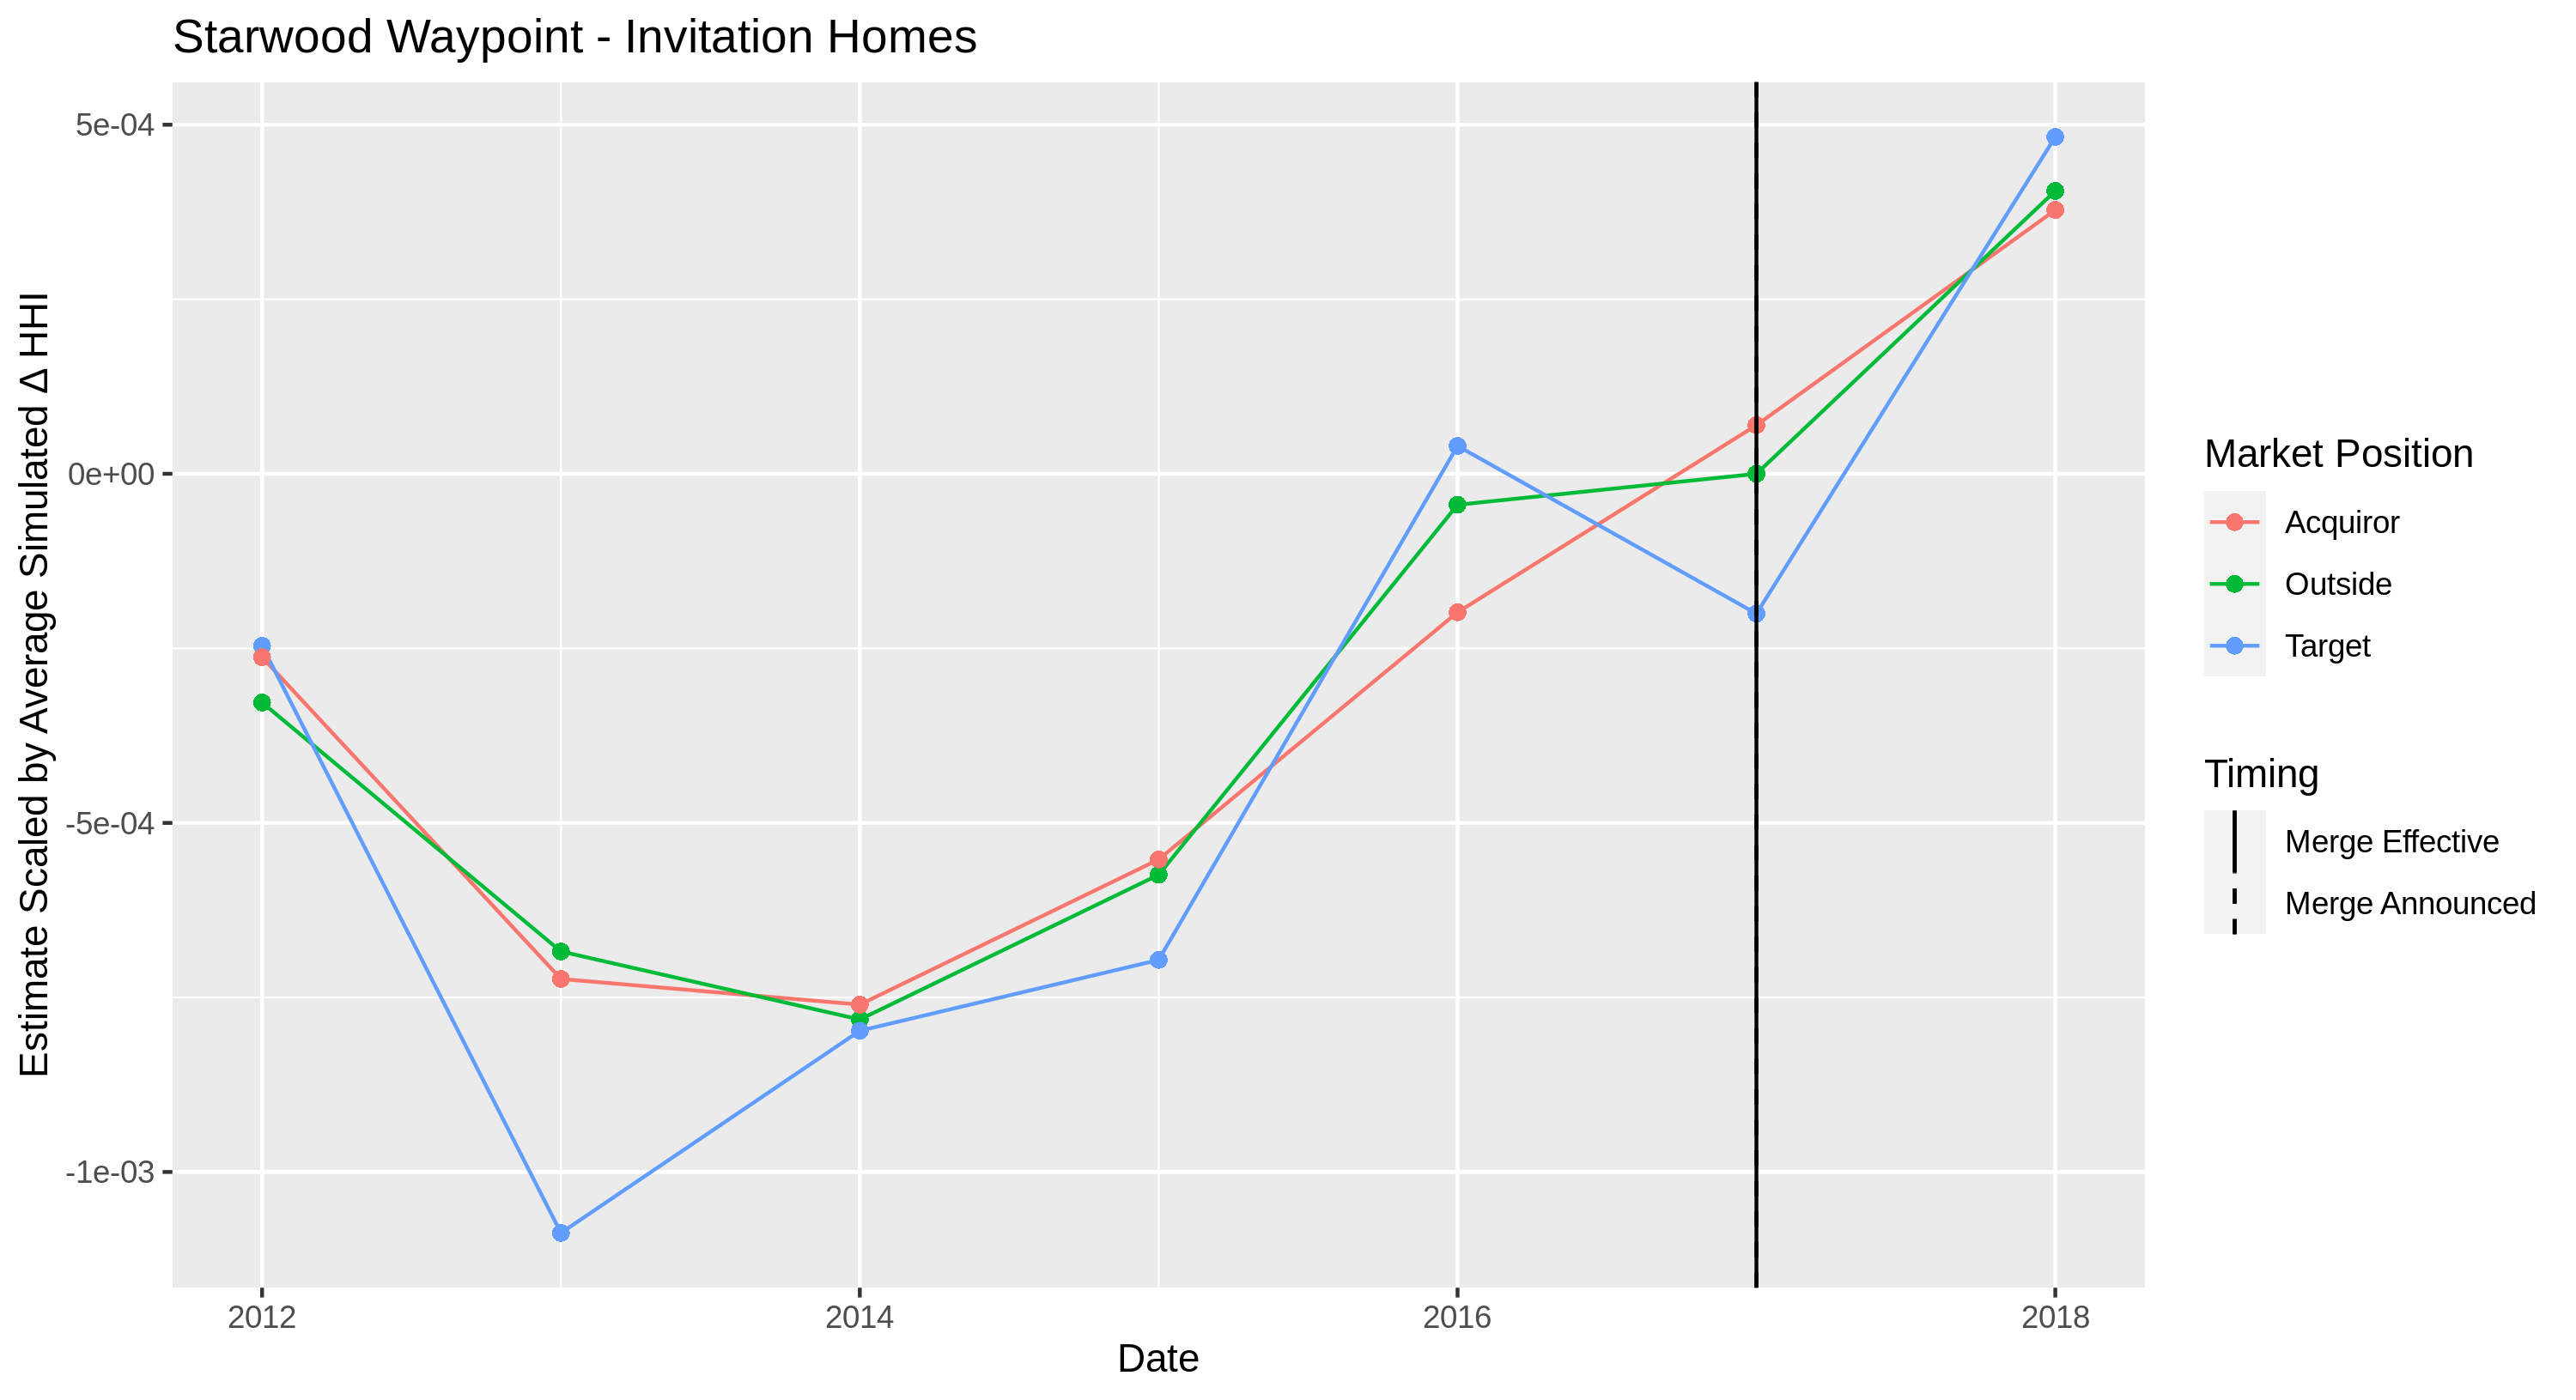 Starwood Waypoint - Invitation Homes
Estimate Scaled by Average Simulated Δ HHI
5e-04
0e+00
-5e-04
-1e-03
2012
2014
2016
2018
Date
Market Position
Acquiror
Outside
Target
Timing
Merge Effective
Merge Announced